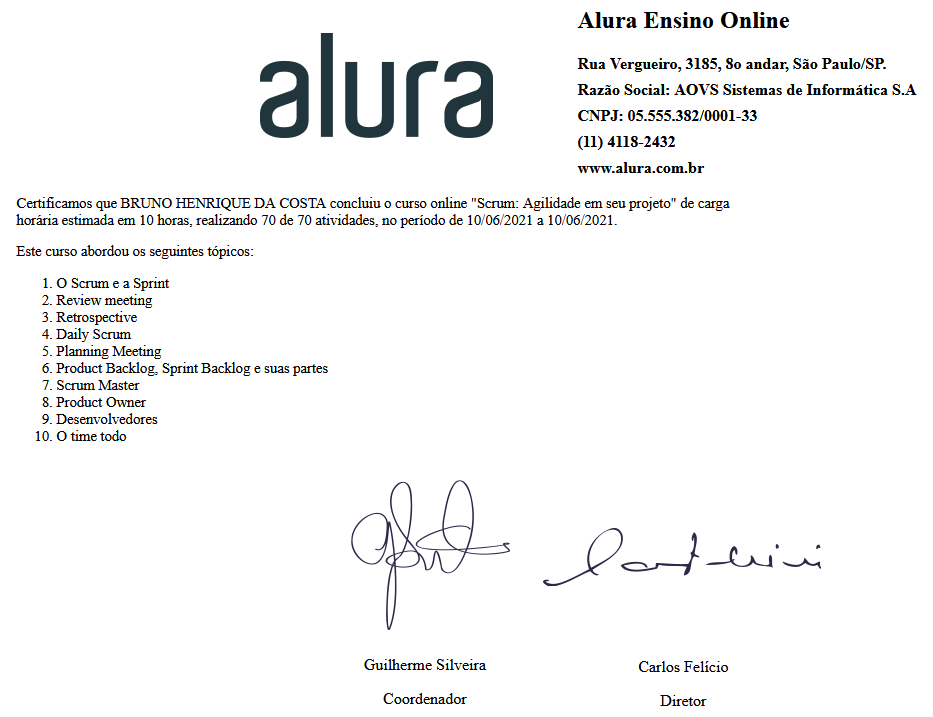 alura
Alura Ensino Online
Rua Vergueiro, 3185, 8o andar, São Paulo/SP.
Razão Social: AOVS Sistemas de Informática S.A
CNPJ: 05.555.382/0001-33
(11) 4118-2432
www.alura.com.br
Certificamos que BRUNO HENRIQUE DA COSTA concluiu o curso online "Scrum: Agilidade em seu projeto" de carga
horária estimada em 10 horas, realizando 70 de 70 atividades, no período de 10/06/2021 a 10/06/2021.
Este curso abordou os seguintes tópicos:
1. O Scrum e a Sprint
2. Review meeting
3. Retrospective
4. Daily Scrum
5. Planning Meeting
6. Product Backlog, Sprint Backlog e suas partes
7. Scrum Master
8. Product Owner
9. Desenvolvedores
10. O time todo
Guilherme Silveira
Coordenador
Carlos Felício
Diretor